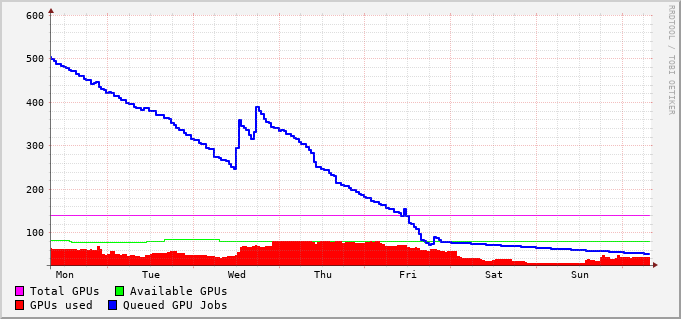 600
500
400
300
200
100
Mon Tue Wed Thu Fri Sat Sun
Total GPUs Available GPUs
GPUs used Queued GPU Jobs
RRDTOOL / TOBI OETIKER